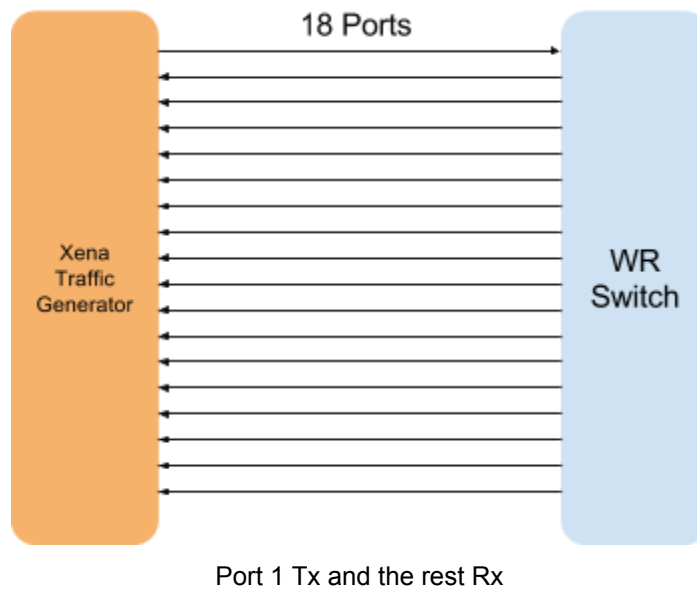 18 Ports
Xena
Traffic
Generator
WR
Switch
Port 1 Tx and the rest Rx